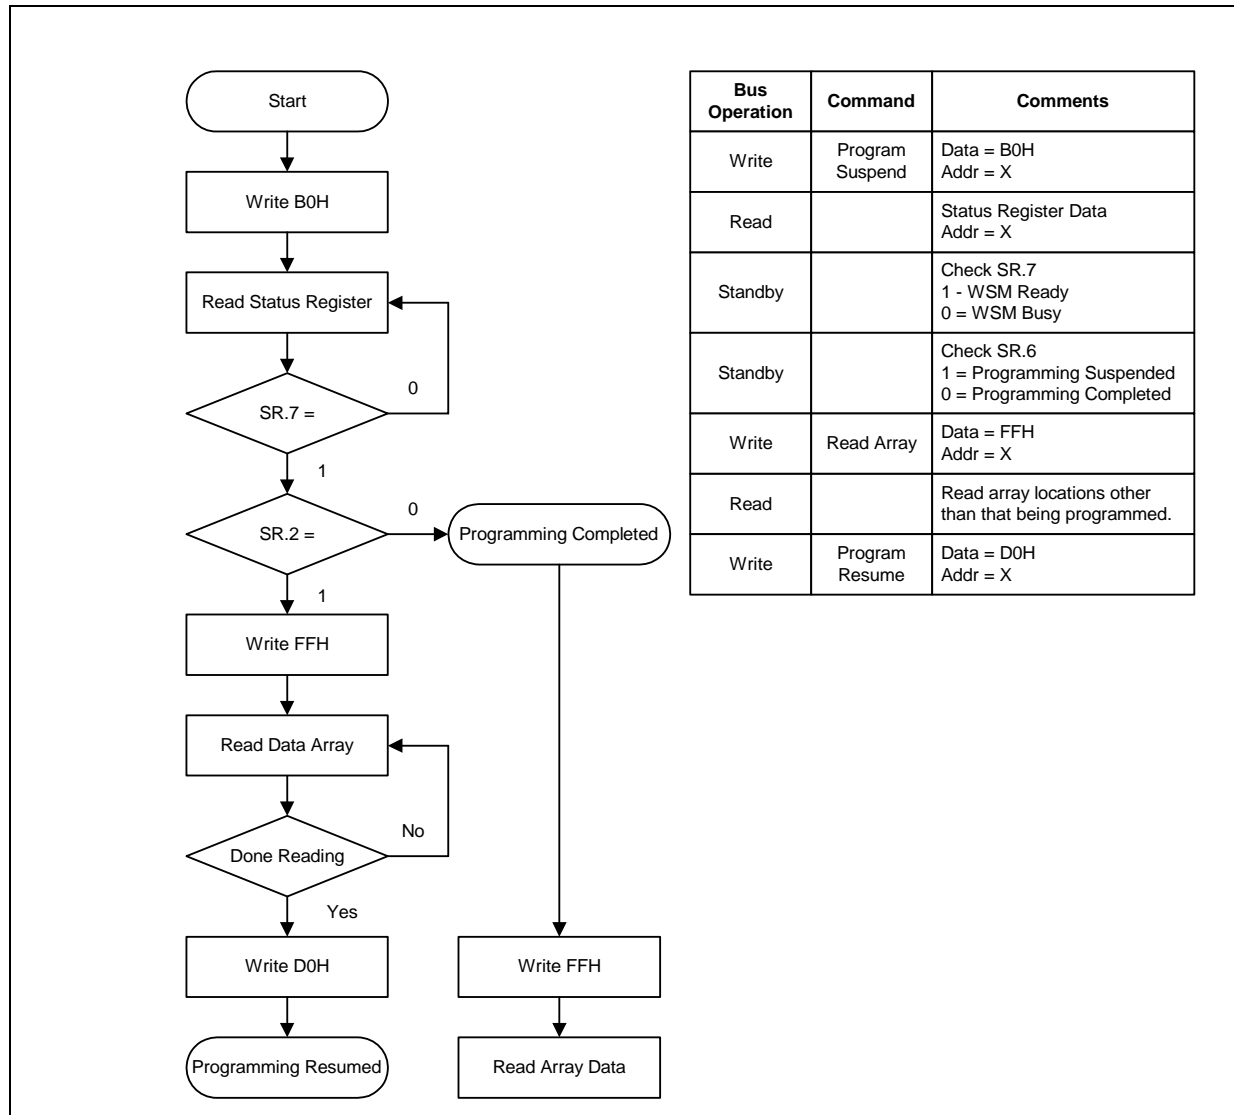 Start
Write B0H
Read Status Register
0
SR.7 =
1
0
SR.2 =
Programming Completed
1
Write FFH
Read Data Array
No
Done Reading
Yes
Write D0H
Write FFH
Programming Resumed
Read Array Data
Bus
Operation
Command
Comments
Write
Program
Suspend
Data = B0H
Addr = X
Read
Status Register Data
Addr = X
Standby
Check SR.7
1 - WSM Ready
0 = WSM Busy
Standby
Check SR.6
1 = Programming Suspended
0 = Programming Completed
Write
Read Array
Data = FFH
Addr = X
Read
Read array locations other
than that being programmed.
Write
Program
Resume
Data = D0H
Addr = X